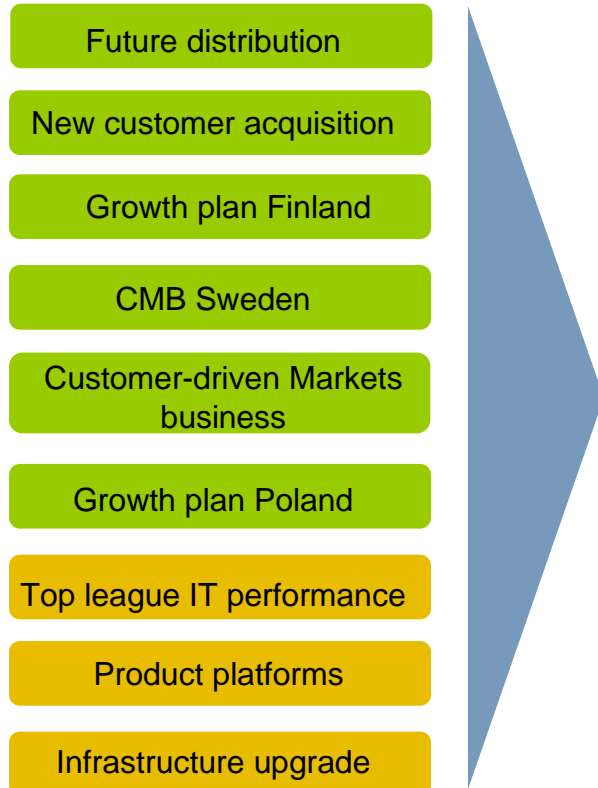 Future distribution
New customer acquisition
Growth plan Finland
CMB Sweden
Customer-driven Markets
business
Growth plan Poland
Top league IT performance
Product platforms
Infrastructure upgrade